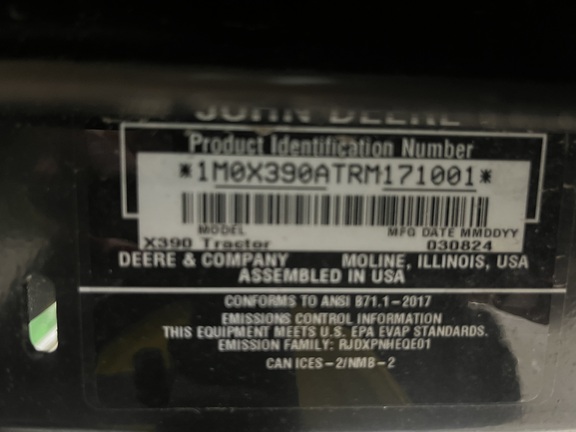 JOHN DEERE
Product Identification Number
*1M0X390ATRM171001*
MODEL MFG DATE MMDDYY
X390 Tractor 030824
DEERE & COMPANY MOLINE, ILLINOIS, USA
ASSEMBLED IN USA
CONFORMS TO ANSI B71.1-2017
EMISSIONS CONTROL INFORMATION
THIS EQUIPMENT MEETS U.S. EPA EVAP STANDARDS.
EMISSION FAMILY: RJDXPNHEQE01
CAN ICES-2/NMB-2